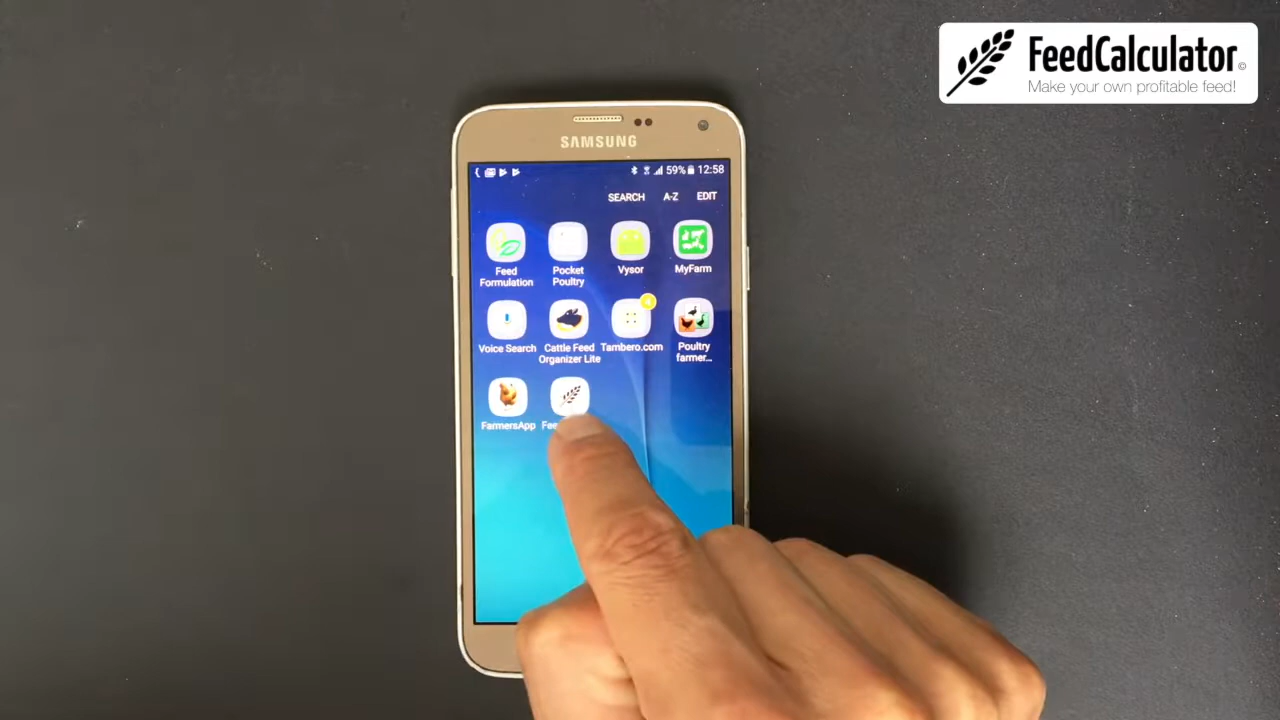 FeedCalculator©
Make your own profitable feed!
SAMSUNG
59% 12:58
SEARCH A-Z EDIT
Feed
Formulation
Pocket
Poultry
Vysor
MyFarm
Voice Search
Cattle Feed
Organizer Lite
Tambero.com
Poultry
farmer...
FarmersApp